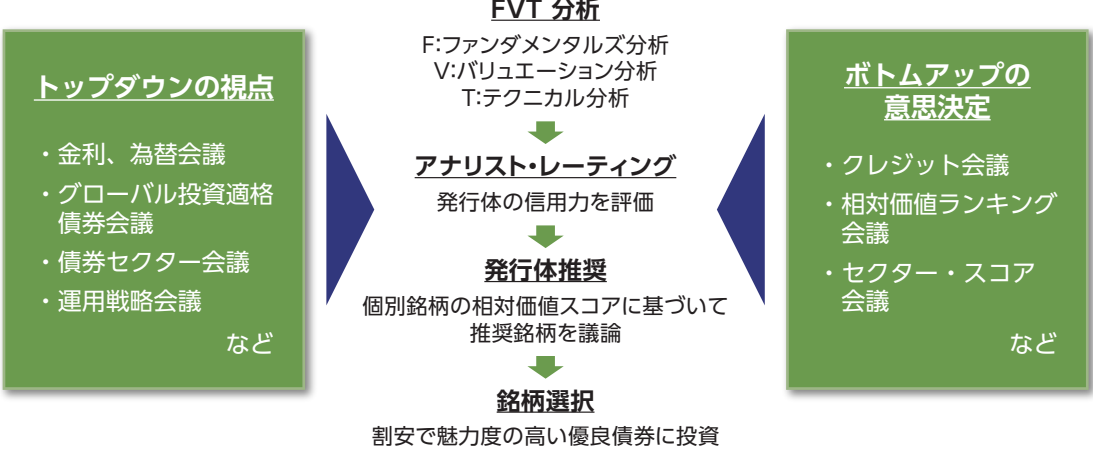 トップダウンの視点
・金利、為替会議
・グローバル投資適格
債券会議
・債券セクター会議
・運用戦略会議
など
FVT 分析
F:ファンダメンタルズ分析
V:バリュエーション分析
T:テクニカル分析
アナリスト・レーティング
発行体の信用力を評価
発行体推奨
個別銘柄の相対価値スコアに基づいて
推奨銘柄を議論
銘柄選択
割安で魅力度の高い優良債券に投資
ボトムアップの
意思決定
・クレジット会議
・相対価値ランキング
会議
・セクター・スコア
会議
など